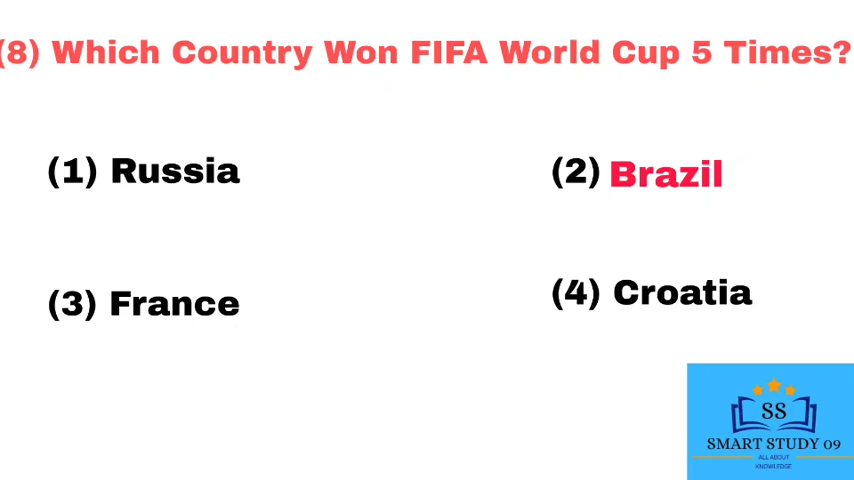 (8) Which Country Won FIFA World Cup 5 Times?
(1) Russia
(2) Brazil
(3) France
(4) Croatia
SS
SMART STUDY 09
ALL ABOUT
KNOWLEDGE